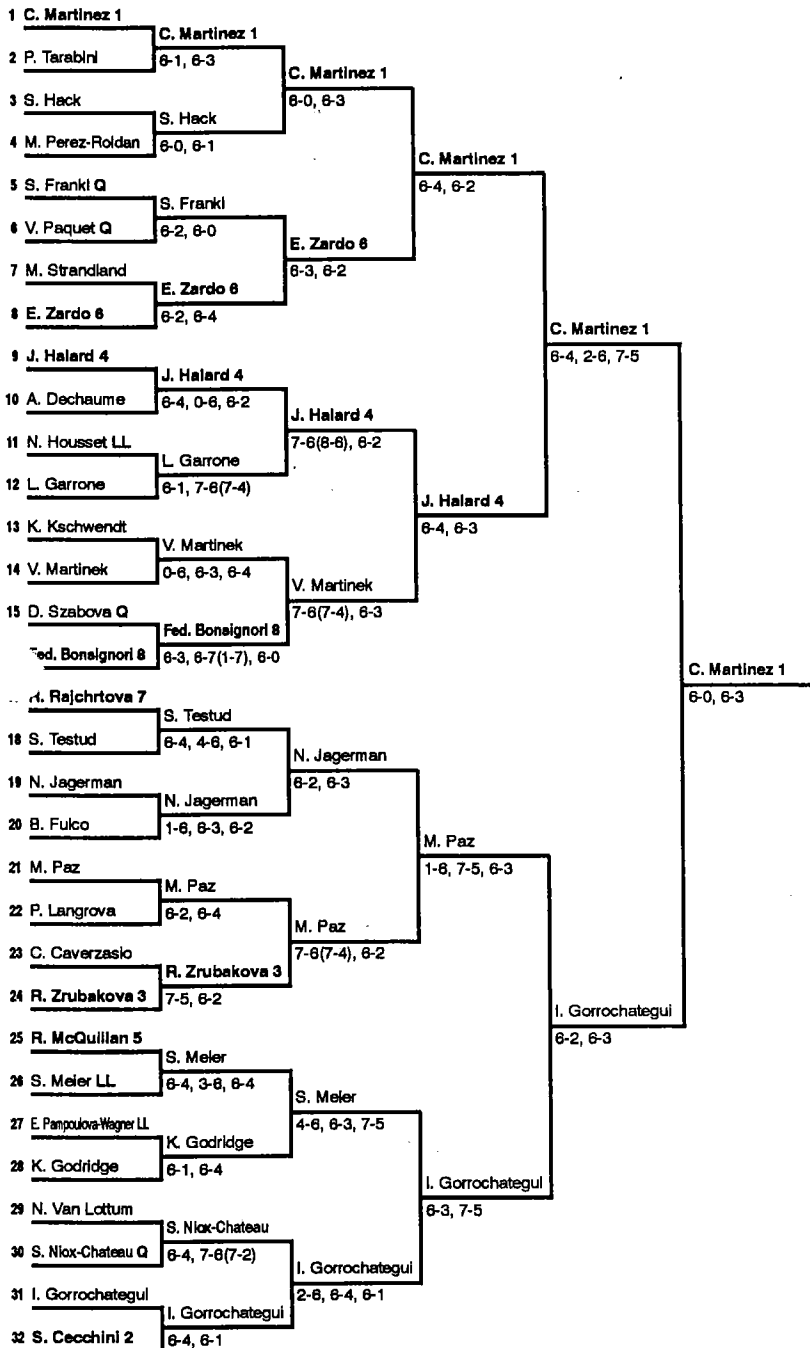 1 C. Martinez 1
C. Martinez 1
2 P. Tarabini
6-1, 6-3
C. Martinez 1
6-0, 6-3
3 S. Hack
S. Hack
4 M. Perez-Roldan
6-0, 6-1
C. Martinez 1
6-4, 6-2
5 S. Frankl Q
S. Frankl
6 V. Paquet Q
6-2, 6-0
E. Zardo 6
6-3, 6-2
7 M. Strandland
E. Zardo 6
8 E. Zardo 6
6-2, 6-4
C. Martinez 1
6-4, 2-6, 7-5
9 J. Halard 4
J. Halard 4
10 A. Dechaume
6-4, 0-6, 6-2
J. Halard 4
7-6(8-6), 6-2
11 N. Housset LL
L. Garrone
12 L. Garrone
6-1, 7-6(7-4)
J. Halard 4
6-4, 6-3
13 K. Kschwendt
V. Martinek
14 V. Martinek
0-6, 6-3, 6-4
V. Martinek
7-6(7-4), 6-3
15 D. Szabova Q
Fed. Bonsignori 8
Fed. Bonsignori 8
6-3, 6-7(1-7), 6-0
C. Martinez 1
6-0, 6-3
R. Rajchrtova 7
S. Testud
18 S. Testud
6-4, 4-6, 6-1
N. Jagerman
6-2, 6-3
19 N. Jagerman
N. Jagerman
20 B. Fulco
1-6, 6-3, 6-2
M. Paz
1-6, 7-5, 6-3
21 M. Paz
M. Paz
22 P. Langrova
6-2, 6-4
M. Paz
7-6(7-4), 6-2
23 C. Caverzasio
R. Zrubakova 3
24 R. Zrubakova 3
7-5, 6-2
I. Gorrochategui
6-2, 6-3
25 R. McQuillan 5
S. Meier
26 S. Meier LL
6-4, 3-6, 6-4
S. Meier
4-6, 6-3, 7-5
27 E. Pampoulova-Wagner LL
K. Godridge
28 K. Godridge
6-1, 6-4
I. Gorrochategui
6-3, 7-5
29 N. Van Lottum
S. Niox-Chateau
30 S. Niox-Chateau Q
6-4, 7-6(7-2)
I. Gorrochategui
2-6, 6-4, 6-1
31 I. Gorrochategui
I. Gorrochategui
32 S. Cecchini 2
6-4, 6-1